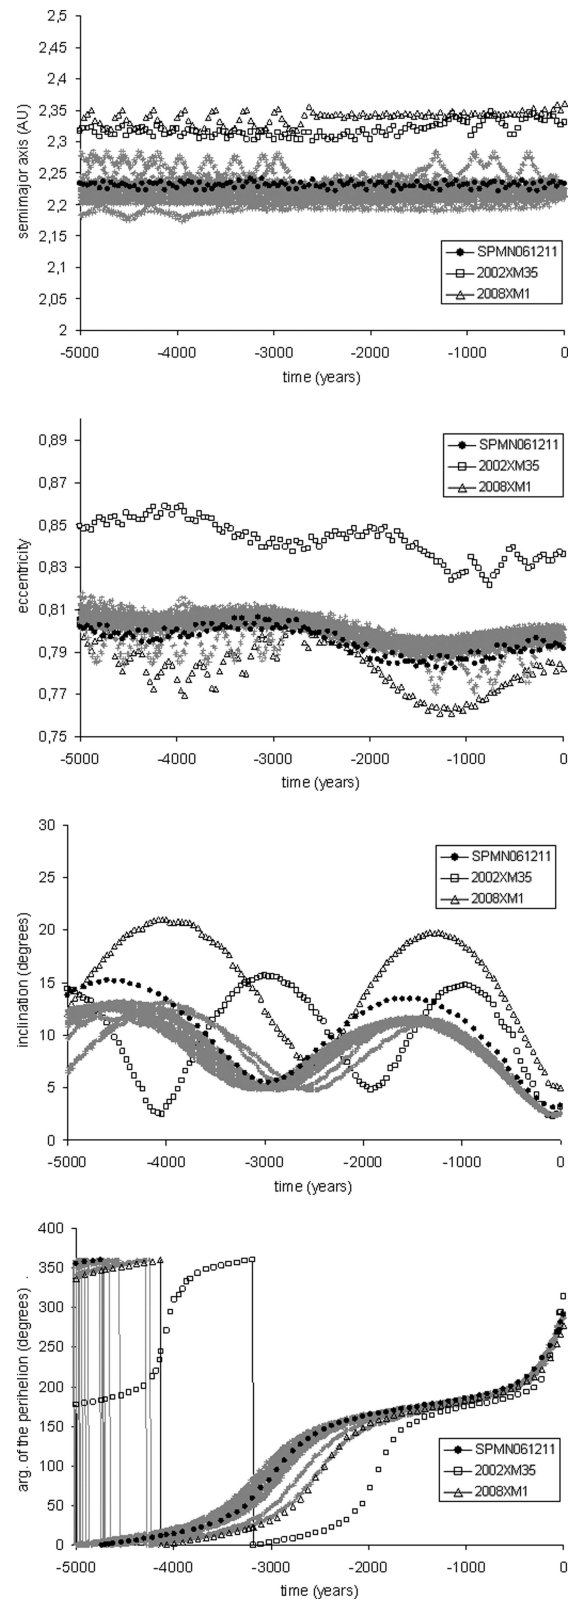 2,5
2,45
2,4
2,35
2,3
2,25
2,2
2,15
2,1
2,05
2
semimajor axis (AU)
SPMN061211
2002XM35
2008XM1
-5000 -4000 -3000 -2000 -1000 0
time (years)
0,89
0,87
0,85
0,83
0,81
0,79
0,77
0,75
eccentricity
SPMN061211
2002XM35
2008XM1
-5000 -4000 -3000 -2000 -1000 0
time (years)
30
25
20
15
10
5
0
inclination (degrees)
SPMN061211
2002XM35
2008XM1
-5000 -4000 -3000 -2000 -1000 0
time (years)
400
350
300
250
200
150
100
50
0
arg. of the perihelion (degrees) .
SPMN061211
2002XM35
2008XM1
-5000 -4000 -3000 -2000 -1000 0
time (years)